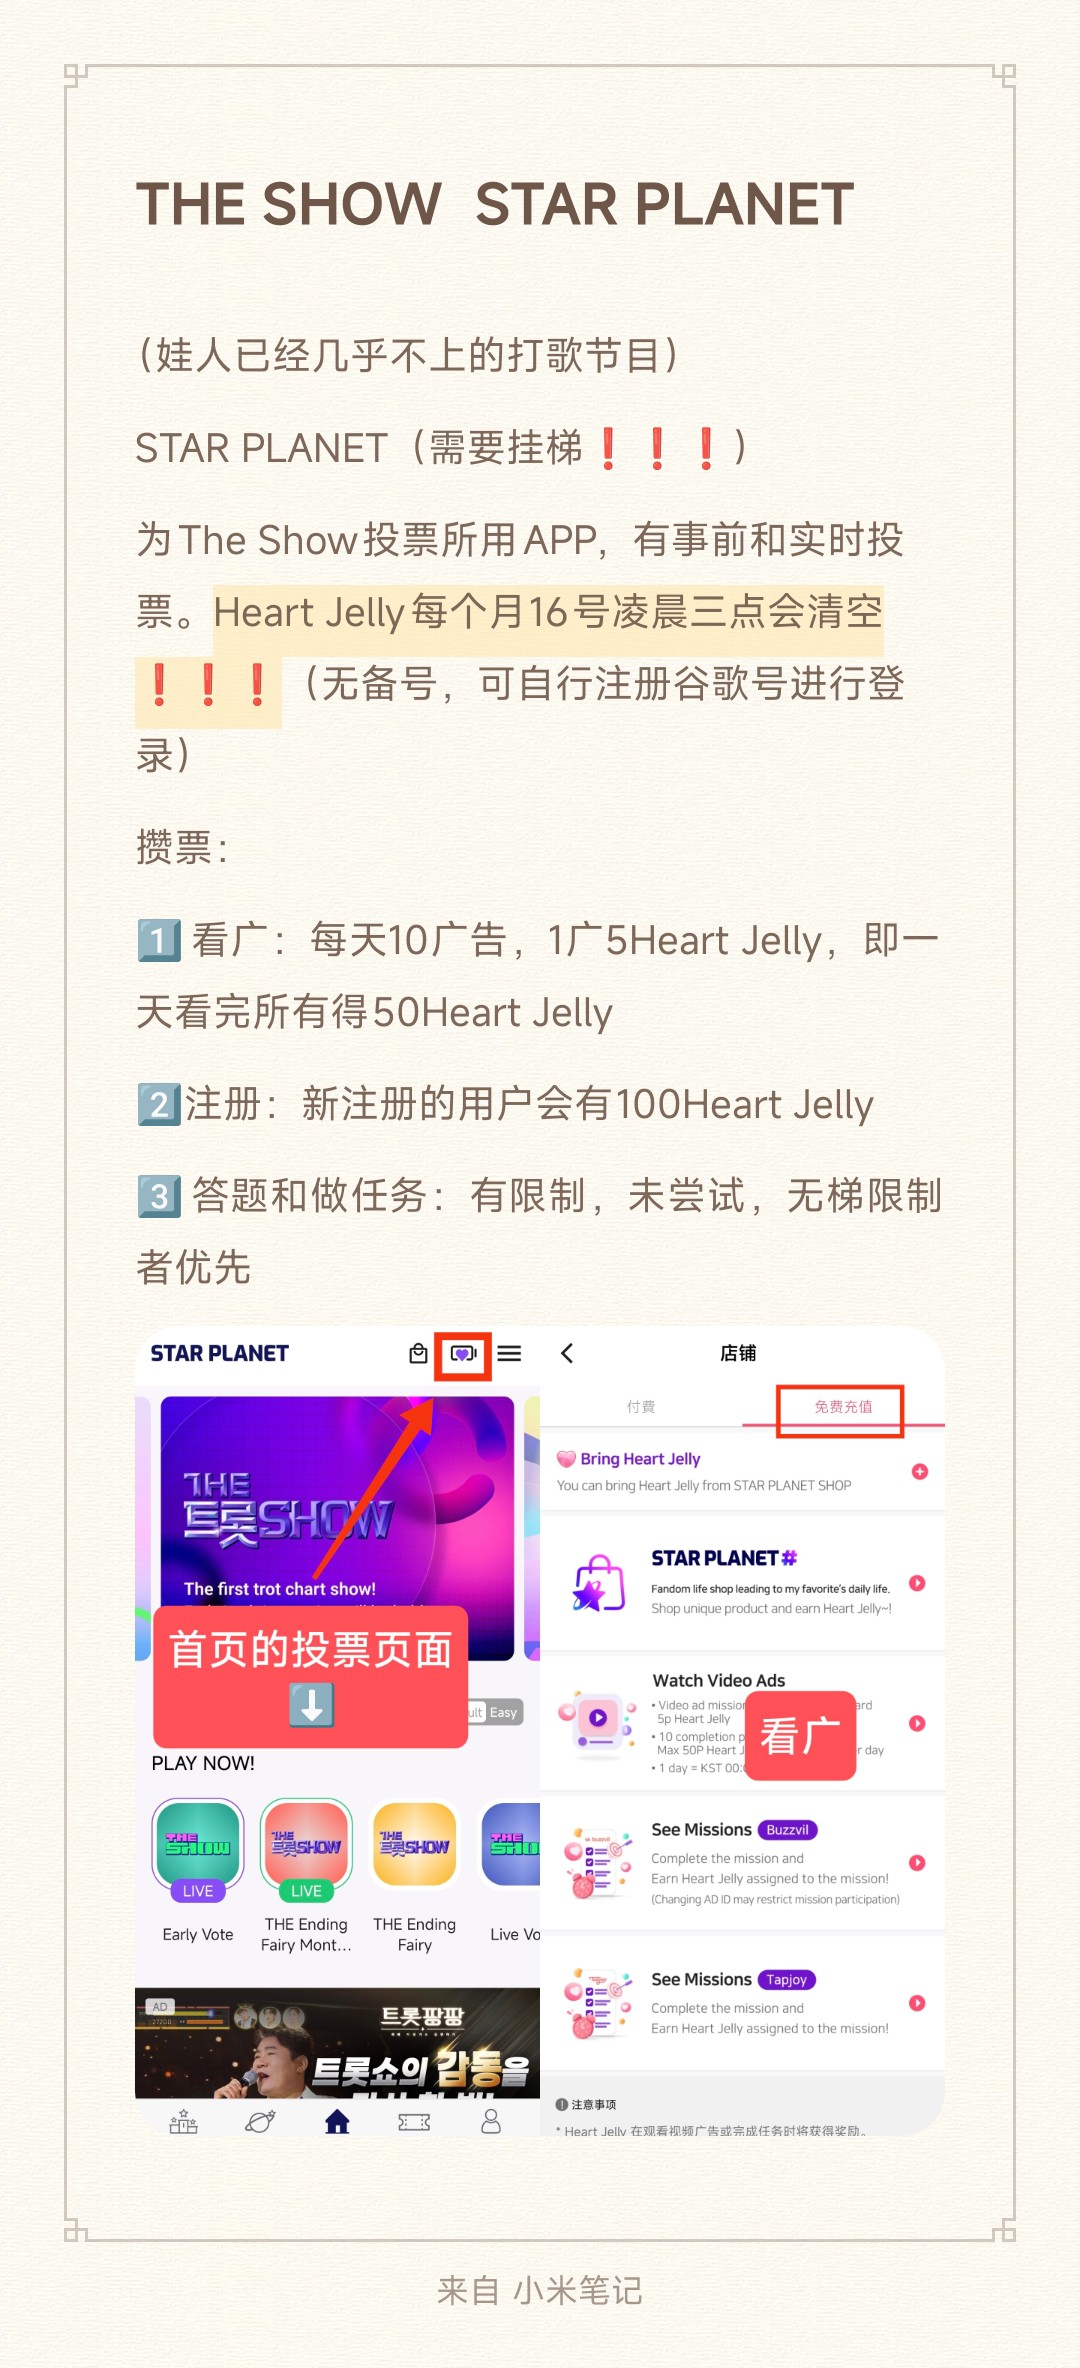 THE SHOW  STAR PLANET
（娃人已经几乎不上的打歌节目）
STAR PLANET（需要挂梯❗❗❗）
为The Show投票所用APP，有事前和实时投
票。Heart Jelly每个月16号凌晨三点会清空
❗❗❗（无备号，可自行注册谷歌号进行登
录）
攒票：
1️⃣ 看广：每天10广告，1广5Heart Jelly，即一
天看完所有得50Heart Jelly
2️⃣注册：新注册的用户会有100Heart Jelly
3️⃣ 答题和做任务：有限制，未尝试，无梯限制
者优先
STAR PLANET
THE
트롯SHOW
The first trot chart show!
首页的投票页面
⬇️
ult Easy
PLAY NOW!
THE SHOW
THE 트롯SHOW
THE 트롯SHOW
THE SHOW
LIVE
LIVE
Early Vote
THE Ending
Fairy Mont...
THE Ending
Fairy
Live Vo
AD
트롯팡팡
트롯쇼의 감동을
店铺
付費
免费充值
Bring Heart Jelly
You can bring Heart Jelly from STAR PLANET SHOP
STAR PLANET#
Fandom life shop leading to my favorite's daily life.
Shop unique product and earn Heart Jelly~!
Watch Video Ads
• Video ad mission
5p Heart Jelly
• 10 completion
Max 50P Heart
day
• 1 day = KST 00:
看广
See Missions Buzzvil
Complete the mission and
Earn Heart Jelly assigned to the mission!
(Changing AD ID may restrict mission participation)
See Missions Tapjoy
Complete the mission and
Earn Heart Jelly assigned to the mission!
注意事项
* Heart Jelly 在观看视频广告或完成任务时将获得奖励。
来自 小米笔记